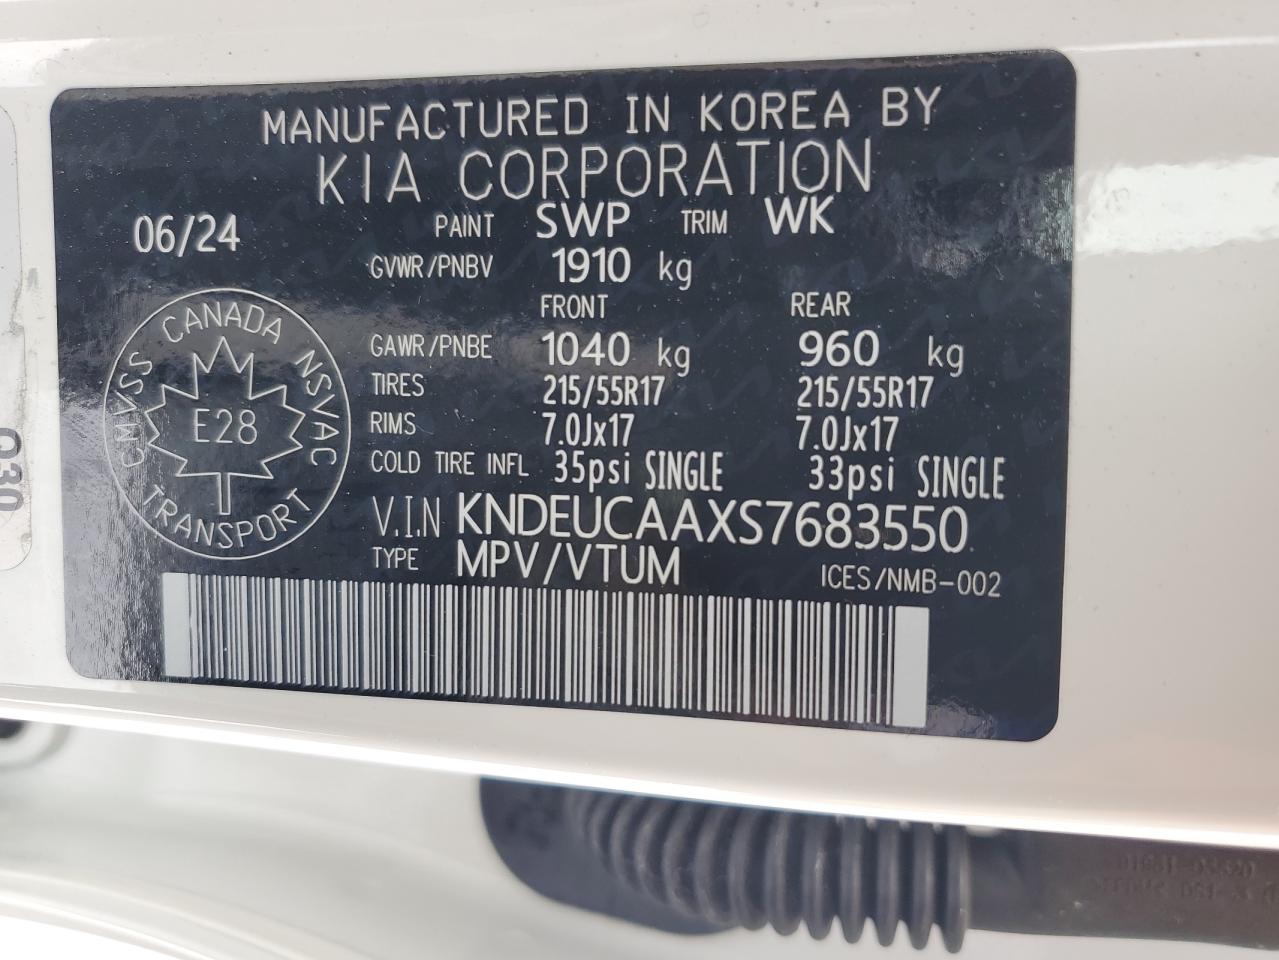 MANUFACTURED IN KOREA BY
KIA CORPORATION
06/24 PAINT SWP TRIM WK
GVWR/PNBV 1910 kg
FRONT REAR
GAWR/PNBE 1040 kg 960 kg
TIRES 215/55R17 215/55R17
RIMS 7.0Jx17 7.0Jx17
COLD TIRE INFL 35psi SINGLE 33psi SINGLE
V.I.N KNDEUCAAXS7683550
TYPE MPV/VTUM ICES/NMB-002
CMVSS CANADA NSVAC
E28
TRANSPORT